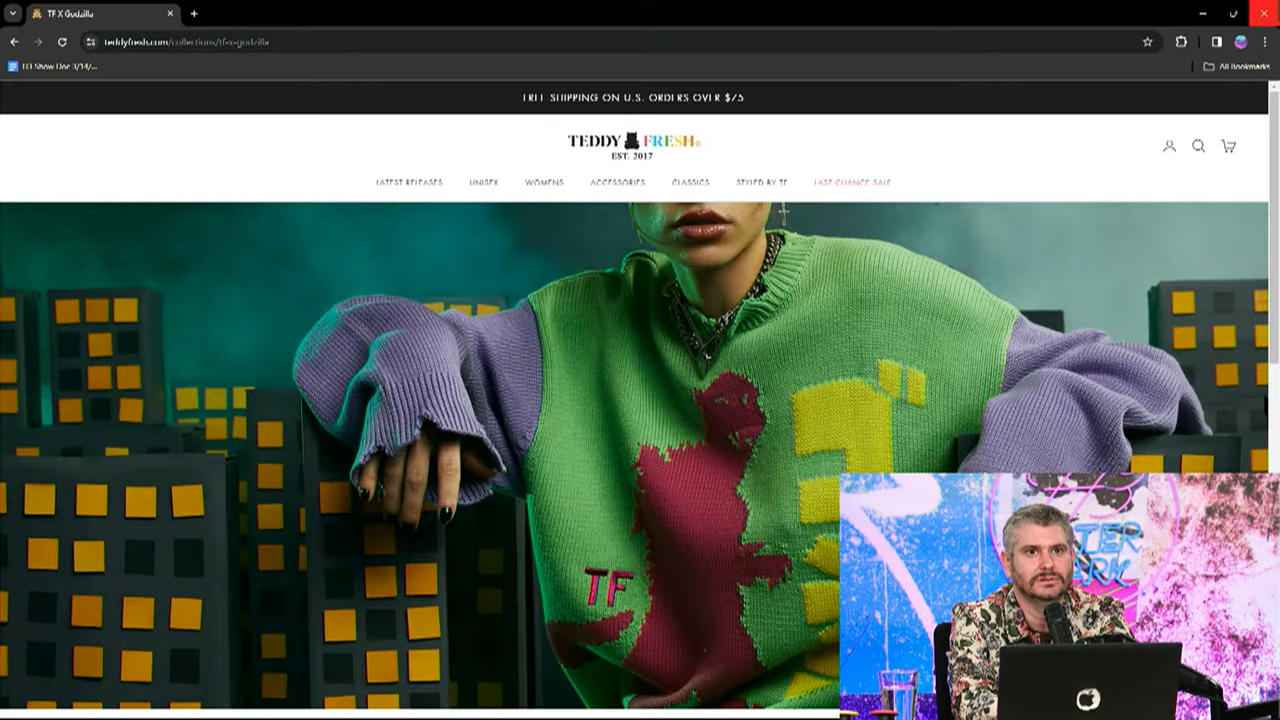 TF X Godzilla
teddyfresh.com/collections/tf-x-godzilla
H3 Show Doc 3/14/...
All Bookmarks
FREE SHIPPING ON U.S. ORDERS OVER $75
TEDDY FRESH®
EST. 2017
LATEST RELEASES
UNISEX
WOMENS
ACCESSORIES
CLASSICS
STYLED BY TF
LAST CHANCE SALE
TF